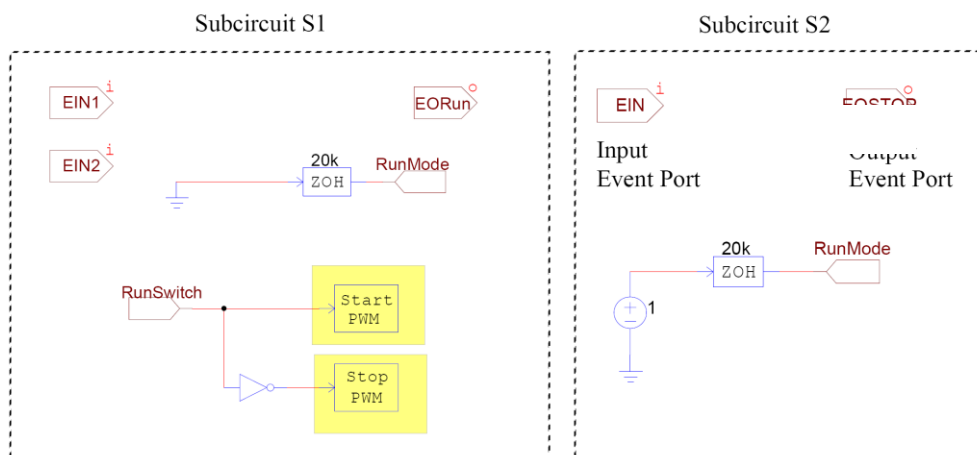 Subcircuit S1
EIN1
i
EORun
o
EIN2
i
20k
ZOH
RunMode
RunSwitch
Start
PWM
Stop
PWM
Subcircuit S2
EIN
i
o
Input
Event Port
Event Port
20k
ZOH
RunMode
1